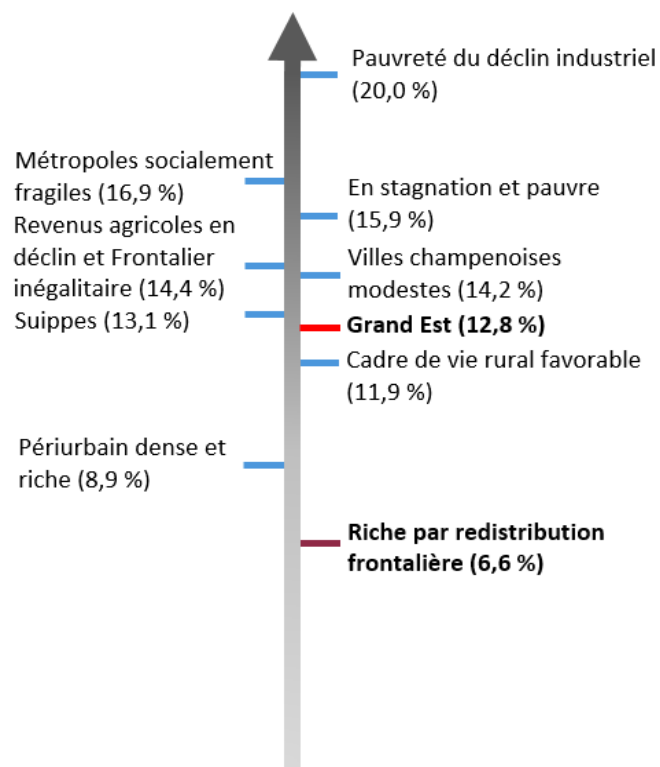 Pauvreté du déclin industriel
(20,0 %)
Métropoles socialement
fragiles (16,9 %)
En stagnation et pauvre
(15,9 %)
Revenus agricoles en
déclin et Frontalier
inégalitaire (14,4 %)
Villes champenoises
modestes (14,2 %)
Suippes (13,1 %)
Grand Est (12,8 %)
Cadre de vie rural favorable
(11,9 %)
Périurbain dense et
riche (8,9 %)
Riche par redistribution
frontalière (6,6 %)